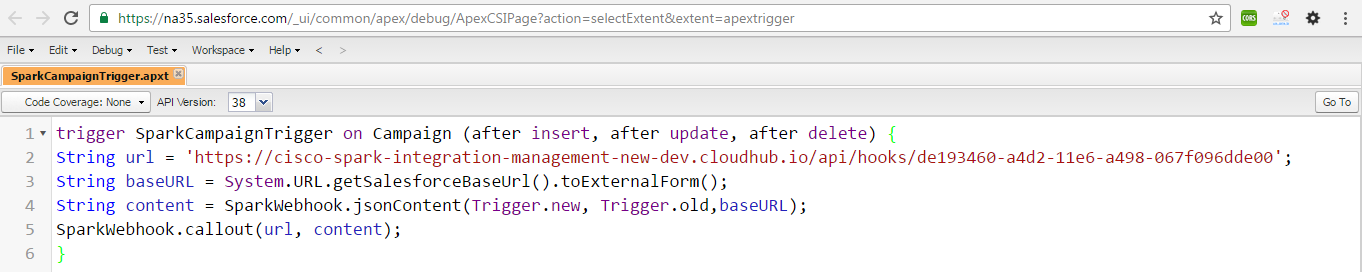 https://na35.salesforce.com/_ui/common/apex/debug/ApexCSIPage?action=selectExtent&extent=apextrigger
CORS
File Edit Debug Test Workspace Help < >
SparkCampaignTrigger.apxt
Code Coverage: None API Version: 38 Go To
1 trigger SparkCampaignTrigger on Campaign (after insert, after update, after delete) {
2 String url = 'https://cisco-spark-integration-management-new-dev.cloudhub.io/api/hooks/de193460-a4d2-11e6-a498-067f096dde00';
3 String baseURL = System.URL.getSalesforceBaseUrl().toExternalForm();
4 String content = SparkWebhook.jsonContent(Trigger.new, Trigger.old,baseURL);
5 SparkWebhook.callout(url, content);
6 }